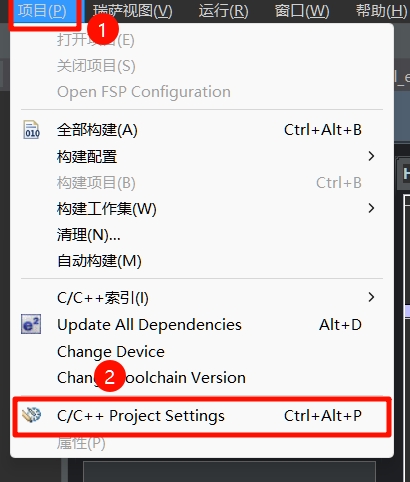 项目(P) 瑞萨视图(V) 运行(R) 窗口(W) 帮助(H)
1
打开项目(E)
关闭项目(S)
Open FSP Configuration
全部构建(A) Ctrl+Alt+B
构建配置
构建项目(B) Ctrl+B
构建工作集(W)
清理(N)...
自动构建(M)
C/C++索引(I)
Update All Dependencies Alt+D
Change Device
2
Toolchain Version
C/C++ Project Settings Ctrl+Alt+P
属性(P)